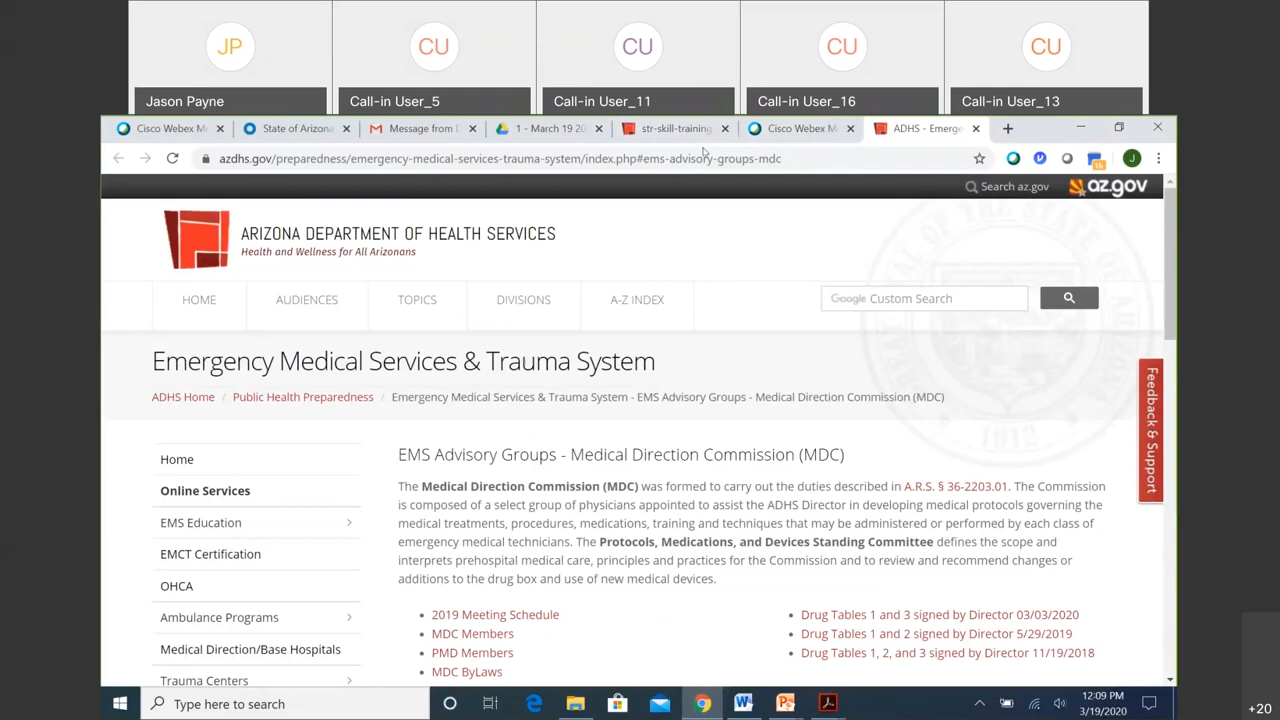 JP
CU
CU
CU
CU
Jason Payne
Call-in User_5
Call-in User_11
Call-in User_16
Call-in User_13
Cisco Webex M
State of Arizona
Message from D
1 - March 19 20
str-skill-training
Cisco Webex M
ADHS - Emerge
azdhs.gov/preparedness/emergency-medical-services-trauma-system/index.php#ems-advisory-groups-mdc
J
Search az.gov
az.gov
ARIZONA DEPARTMENT OF HEALTH SERVICES
Health and Wellness for All Arizonans
HOME
AUDIENCES
TOPICS
DIVISIONS
A-Z INDEX
Google Custom Search
Emergency Medical Services & Trauma System
ADHS Home / Public Health Preparedness / Emergency Medical Services & Trauma System - EMS Advisory Groups - Medical Direction Commission (MDC)
Feedback & Support
Home
Online Services
EMS Education
EMCT Certification
OHCA
Ambulance Programs
Medical Direction/Base Hospitals
Trauma Centers
EMS Advisory Groups - Medical Direction Commission (MDC)
The Medical Direction Commission (MDC) was formed to carry out the duties described in A.R.S. § 36-2203.01. The Commission
is composed of a select group of physicians appointed to assist the ADHS Director in developing medical protocols governing the
medical treatments, procedures, medications, training and techniques that may be administered or performed by each class of
emergency medical technicians. The Protocols, Medications, and Devices Standing Committee defines the scope and
interprets prehospital medical care, principles and practices for the Commission and to review and recommend changes or
additions to the drug box and use of new medical devices.
• 2019 Meeting Schedule
• MDC Members
• PMD Members
• MDC ByLaws
• Drug Tables 1 and 3 signed by Director 03/03/2020
• Drug Tables 1 and 2 signed by Director 5/29/2019
• Drug Tables 1, 2, and 3 signed by Director 11/19/2018
Type here to search
12:09 PM
3/19/2020
+20